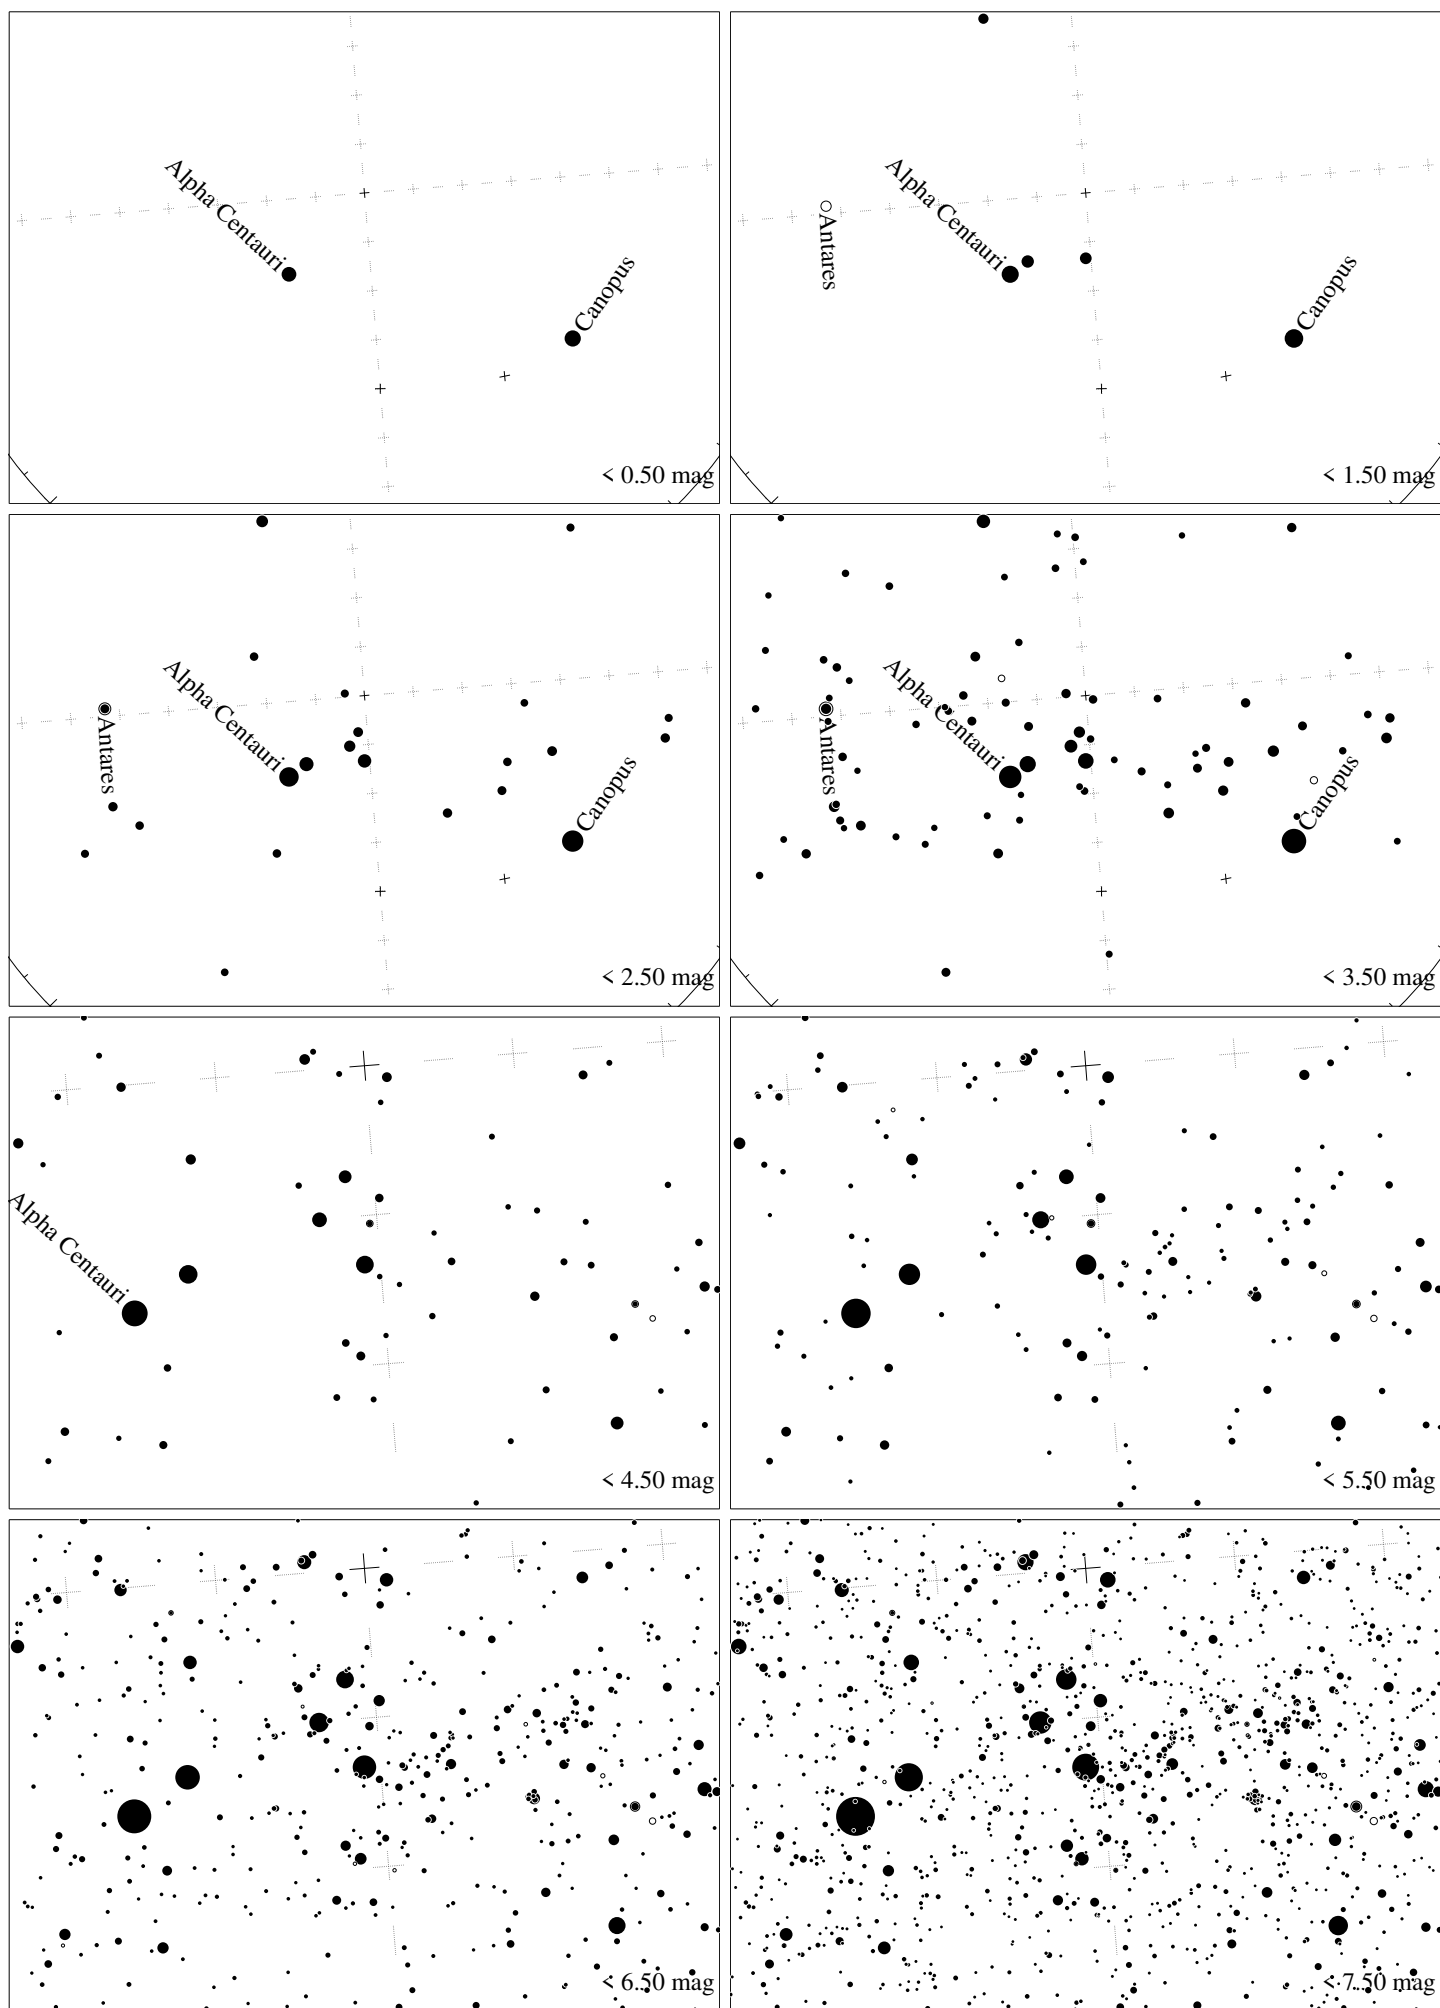 Alpha Centauri
Canopus
< 0.50 mag
Antares
Alpha Centauri
Canopus
< 1.50 mag
Antares
Alpha Centauri
Canopus
< 2.50 mag
Antares
Alpha Centauri
Canopus
< 3.50 mag
Alpha Centauri
< 4.50 mag
< 5.50 mag
< 6.50 mag
< 7.50 mag